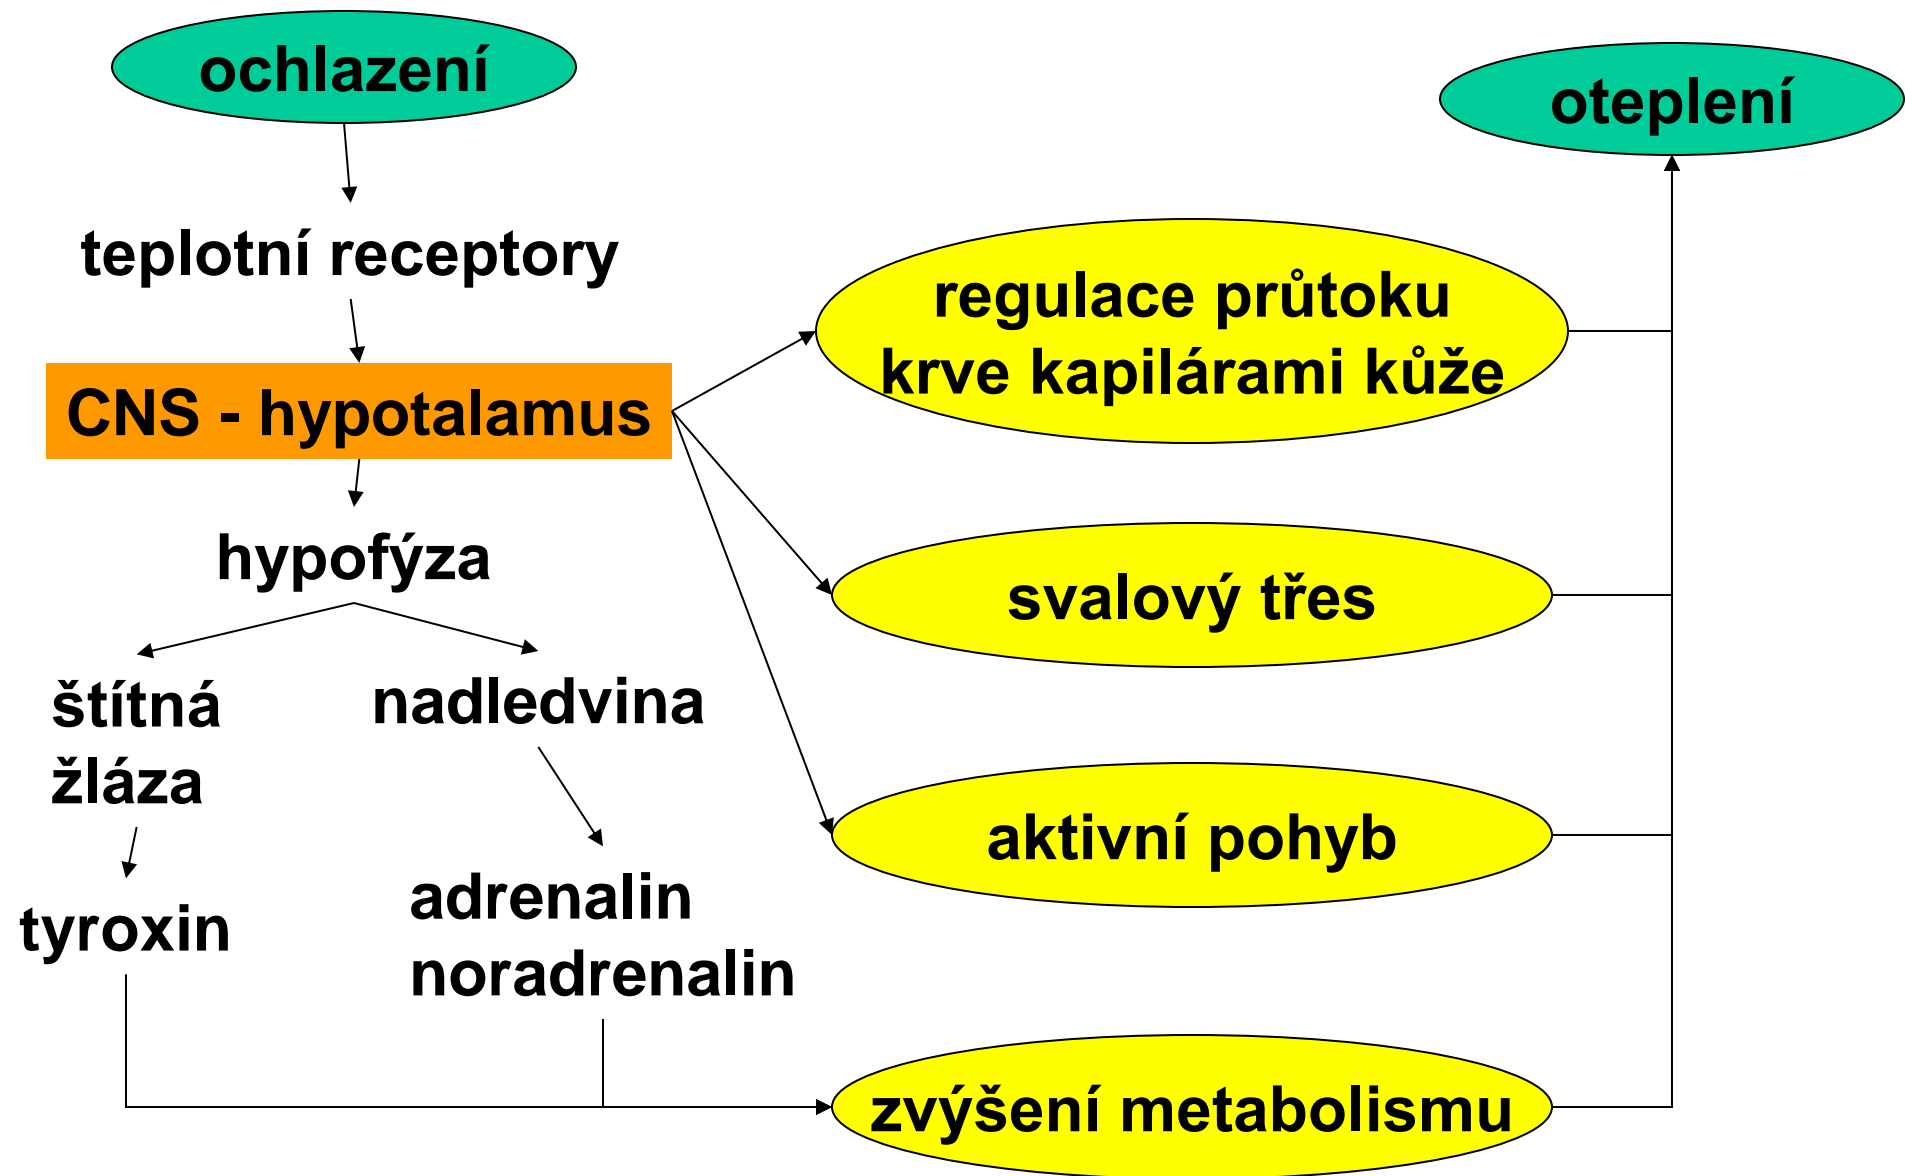 ochlazení
oteplení
teplotní receptory
regulace průtoku
krve kapilárami kůže
CNS - hypotalamus
hypofýza
svalový třes
štítná
žláza
nadledvina
aktivní pohyb
tyroxin
adrenalin
noradrenalin
zvýšení metabolismu